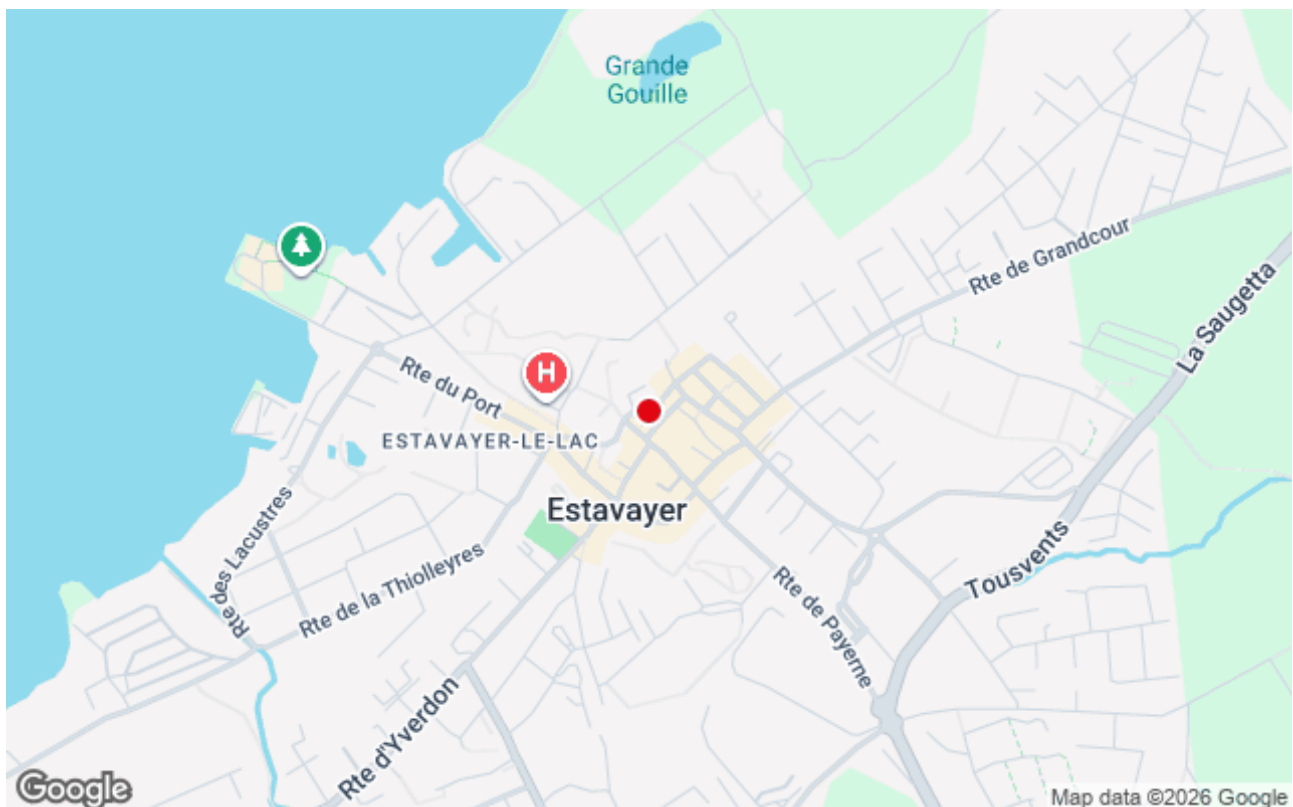 Grande
Gouille
Rte de Grandcour
La Saugetta
H
Rte du Port
ESTAVAYER-LE-LAC
Estavayer
Rte des Lacustres
Rte de la Thiolleyres
Tousvents
Rte de Payerne
Rte d'Yverdon
Google
Map data ©2026 Google